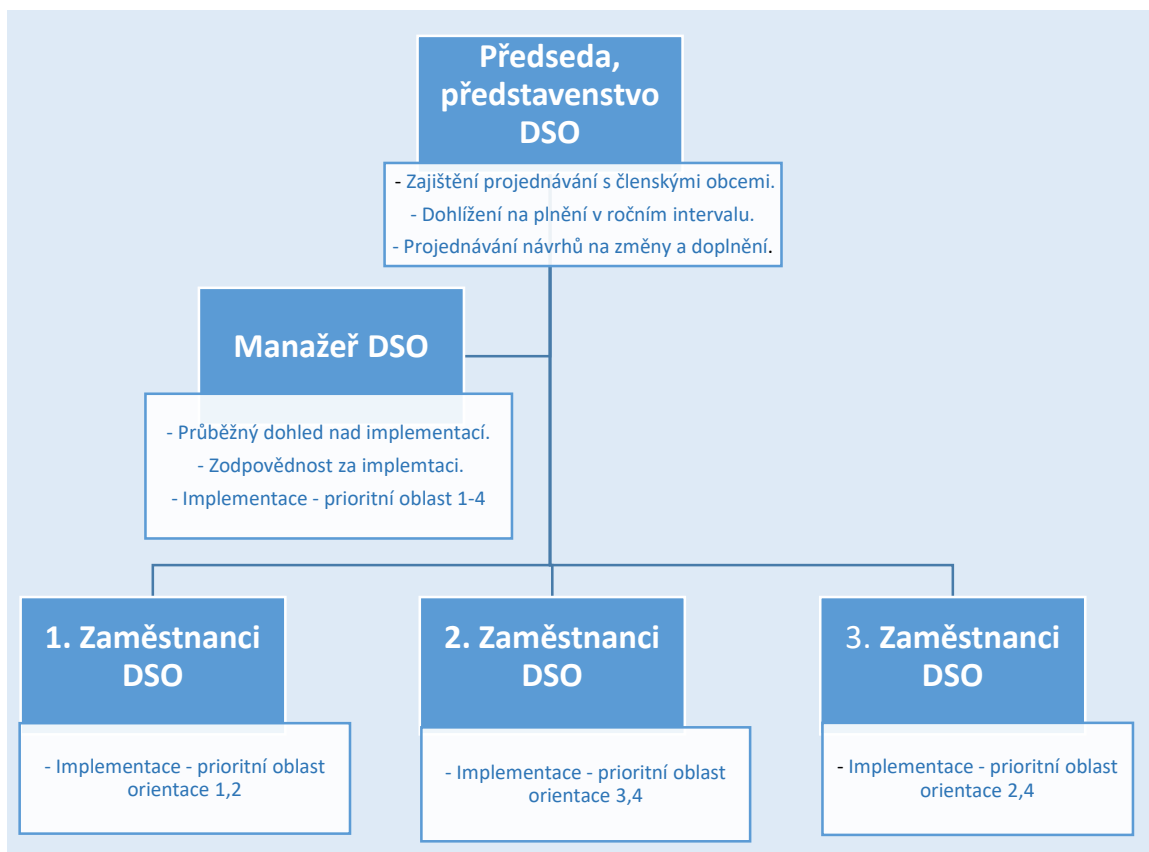 Předseda,
představenstvo
DSO
- Zajištění projednávání s členskými obcemi.
- Dohlížení na plnění v ročním intervalu.
- Projednávání návrhů na změny a doplnění.
Manažeř DSO
- Průběžný dohled nad implementací.
- Zodpovědnost za implemtaci.
- Implementace - prioritní oblast 1-4
1. Zaměstnanci
DSO
- Implementace - prioritní oblast
orientace 1,2
2. Zaměstnanci
DSO
- Implementace - prioritní oblast
orientace 3,4
3. Zaměstnanci
DSO
- Implementace - prioritní oblast
orientace 2,4